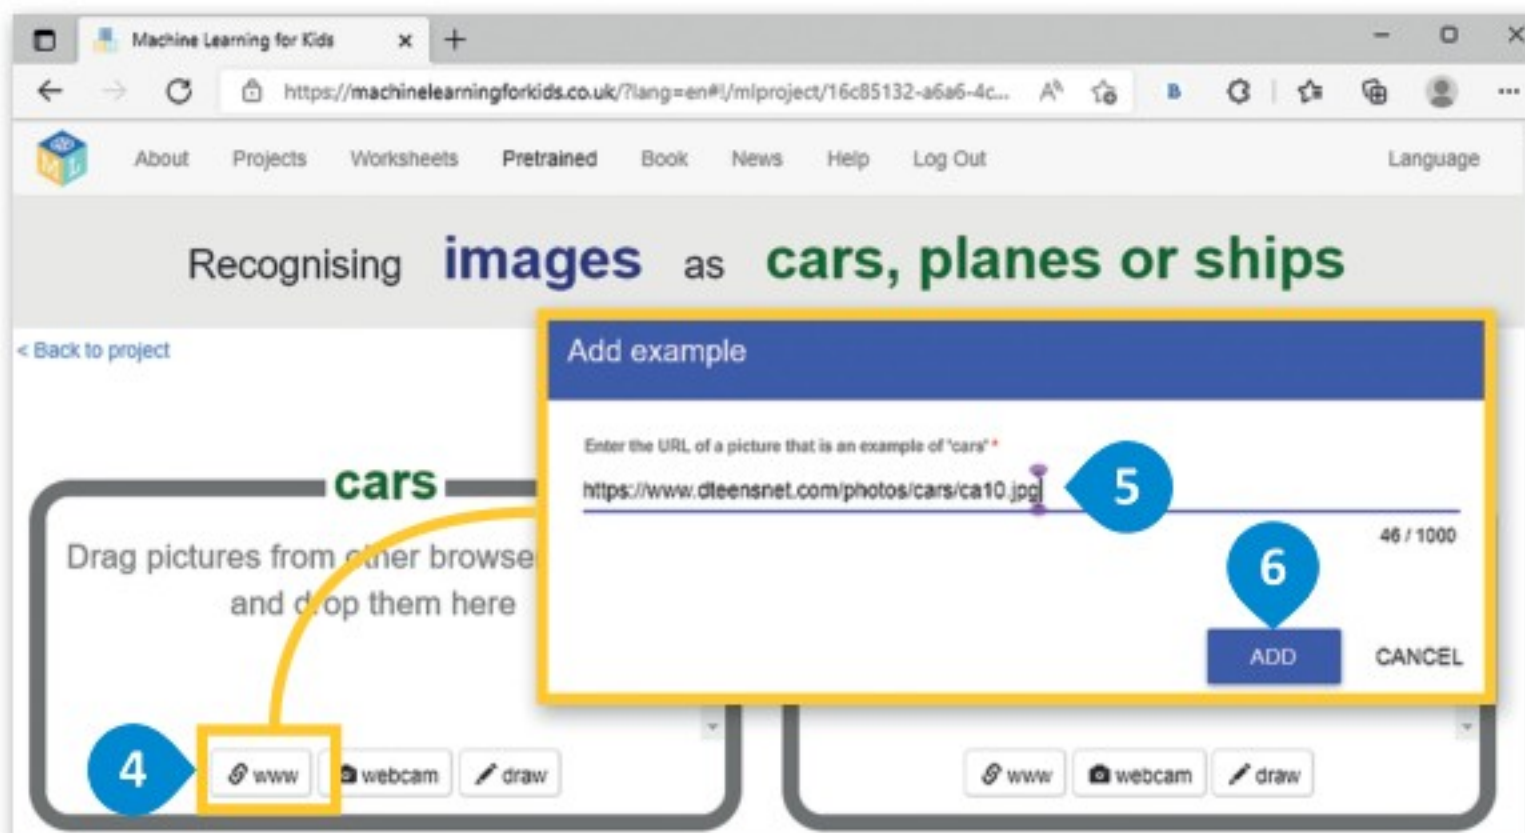 Machine Learning for Kids
https://machinelearningforkids.co.uk/?lang=en#!/mlproject/16c85132-a6a6-4c...
ML
About Projects Worksheets Pretrained Book News Help Log Out Language
Recognising images as cars, planes or ships
< Back to project
Add example
Enter the URL of a picture that is an example of "cars" *
https://www.dteensnet.com/photos/cars/ca10.jpg
5
46 / 1000
6
ADD CANCEL
cars
Drag pictures from other browse
and drop them here
4
www webcam draw
www webcam draw